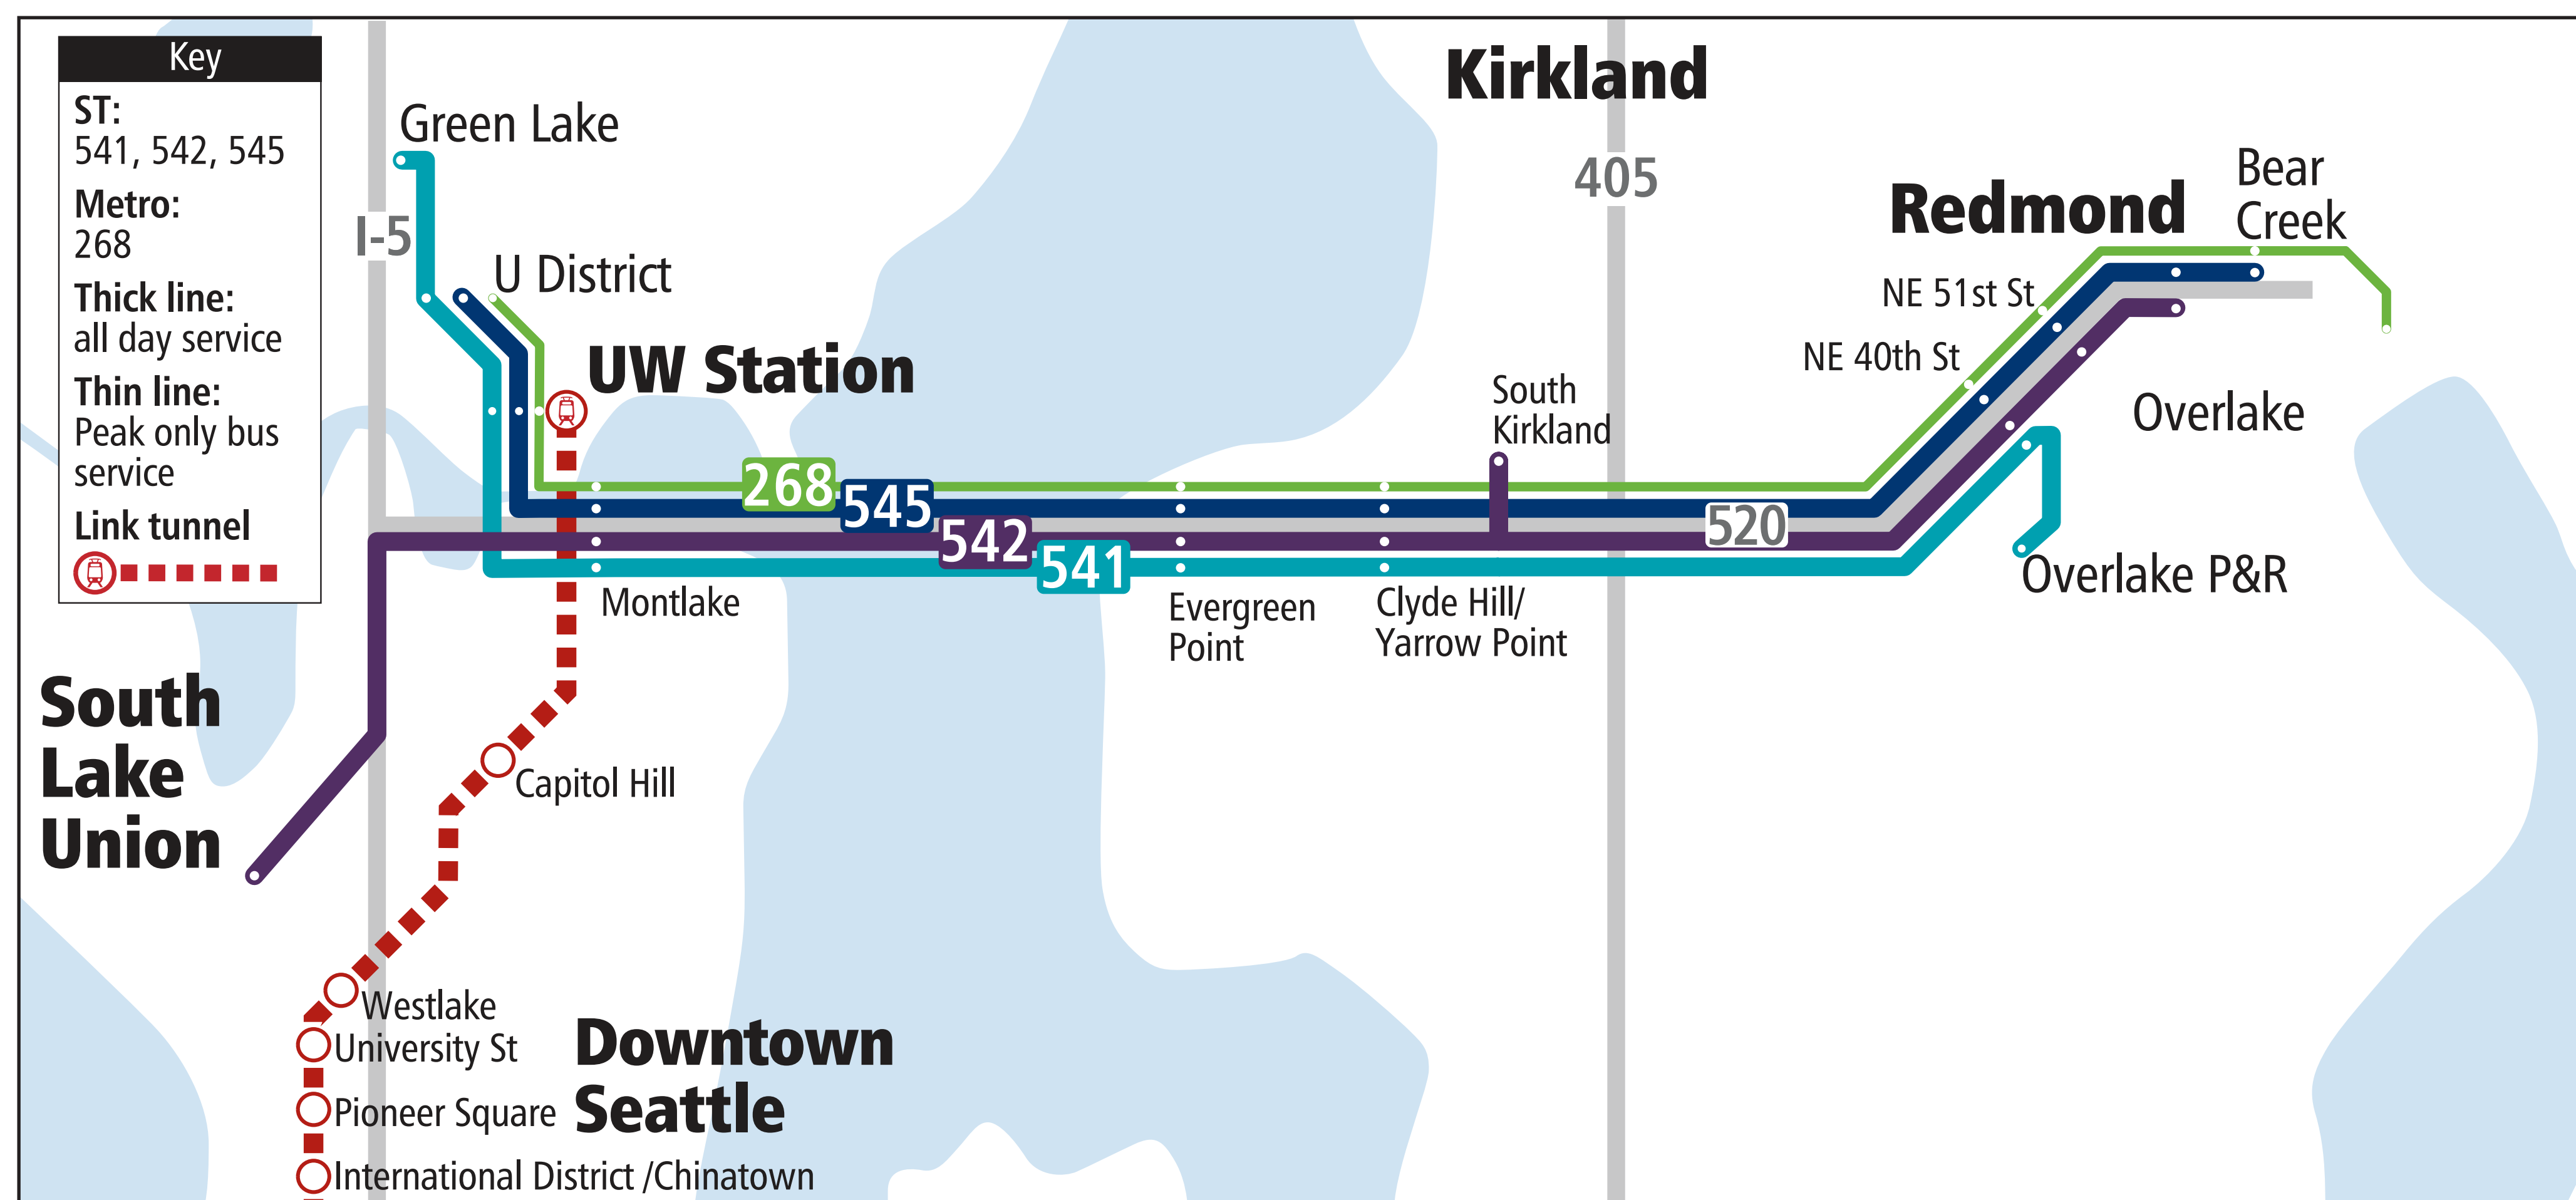 Key
ST:
541, 542, 545
Metro:
268
Thick line:
all day service
Thin line:
Peak only bus
service
Link tunnel
Green Lake
I-5
U District
UW Station
Kirkland
405
Redmond
Bear
Creek
NE 51st St
NE 40th St
Overlake
South
Kirkland
268
545
542
541
520
Overlake P&R
Montlake
Evergreen
Point
Clyde Hill/
Yarrow Point
South
Lake
Union
Capitol Hill
Westlake
University St
Pioneer Square
International District /Chinatown
Downtown
Seattle